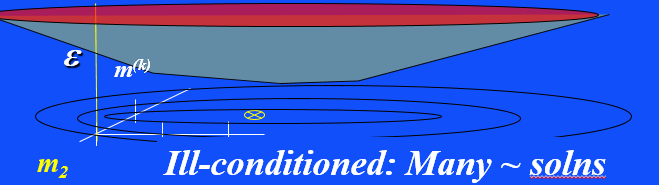 ε
m(k)
m2 Ill-conditioned: Many ~ solns